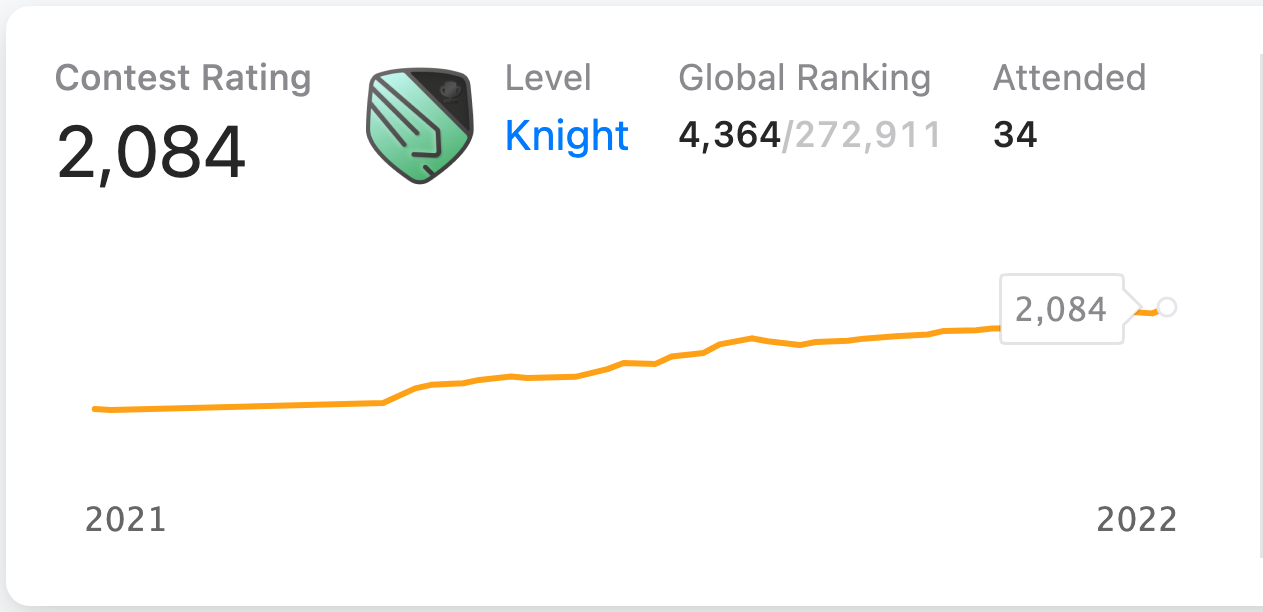 Contest Rating
2,084
Level
Knight
Global Ranking
4,364/272,911
Attended
34
2,084
2021
2022